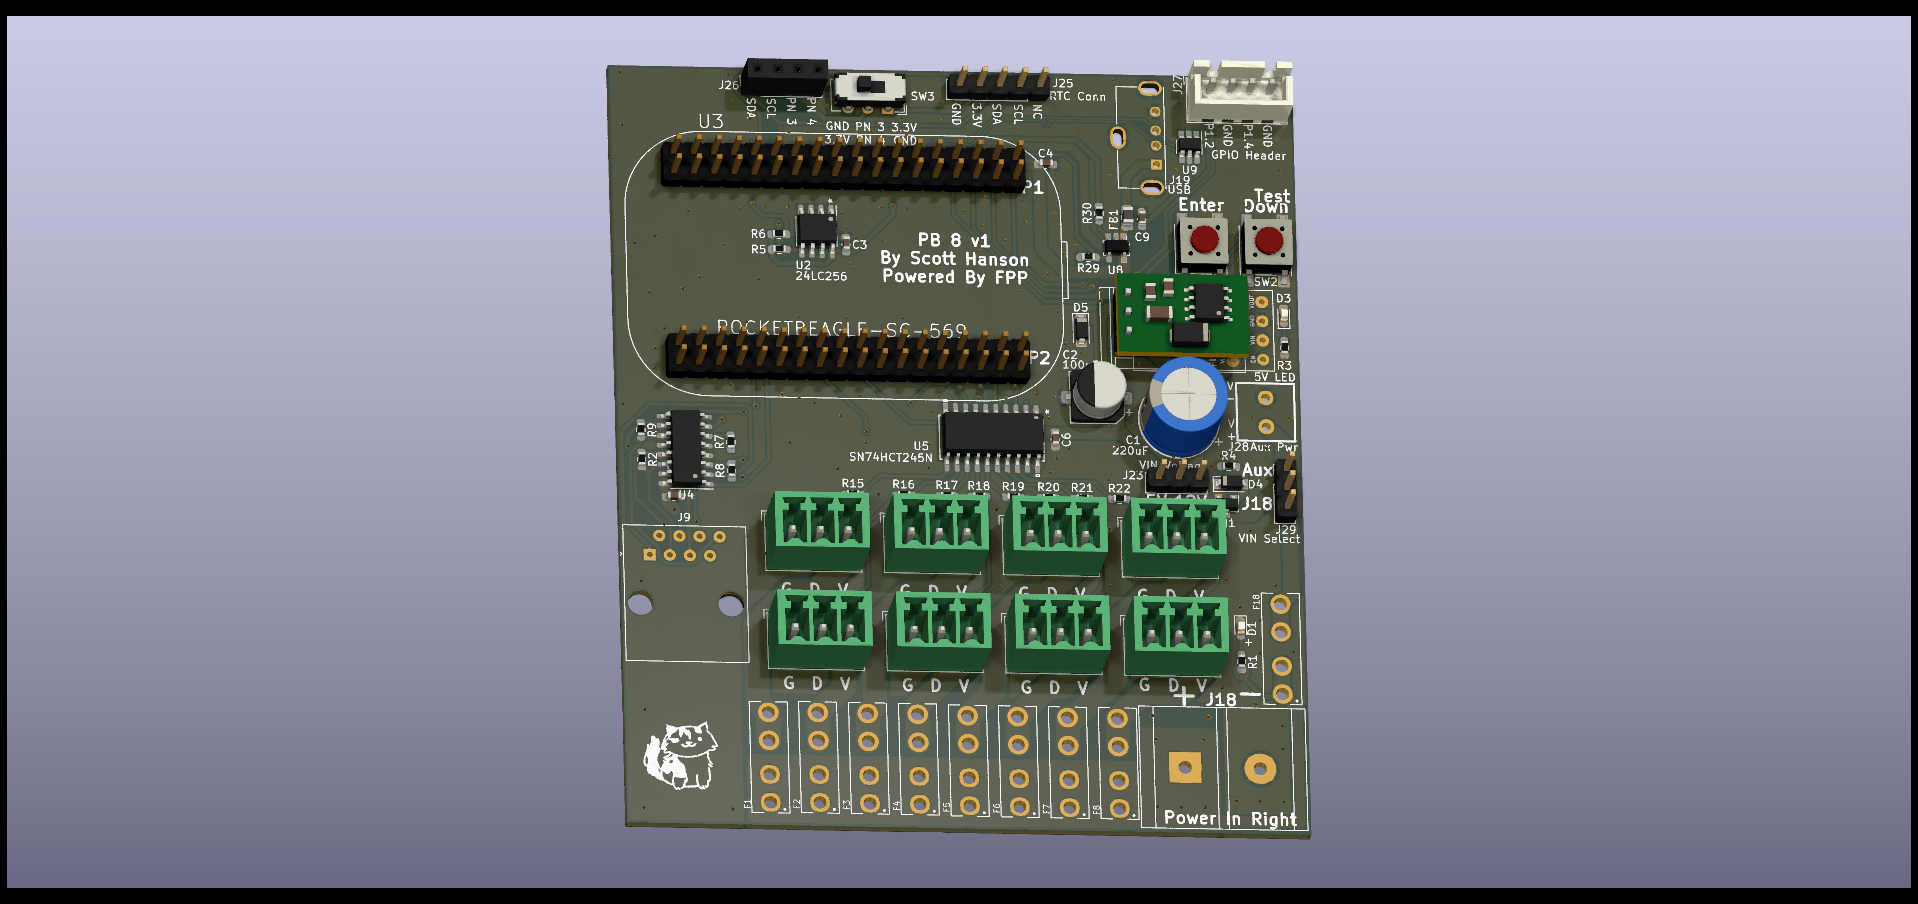 J26
SDA
SCL
PN 3
PN 4
SW3
GND PN 3 3.3V
3.3V PN 4 GND
J25
RTC Conn
GND
3.3V
SDA
SCL
NC
J27
P1.2
GND
P1.4
GND
GPIO Header
U9
J19
USB
U3
C4
P1
R30
FB1
C9
Enter
Test
Down
R6
R5
C3
U2
24LC256
PB 8 v1
By Scott Hanson
Powered By FPP
R29
U8
SW2
D3
D5
ROCKETBEAGLE-SC-569
P2
C2
R3
5V LED
R9
R2
R7
R8
U4
U5
SN74HCT245N
C6
C1
220uF
J28
Aux Pwr
J23
R4
Aux
D4
J18
J29
VIN Select
R15
R16
R17
R18
R19
R20
R21
R22
J9
G D V
G D V
G D V
G D V
G D V
G D V
G D V
G D V
F18
D1
+
R1
+ J18 -
F1
F2
F3
F4
F5
F6
F7
F8
Power In Right